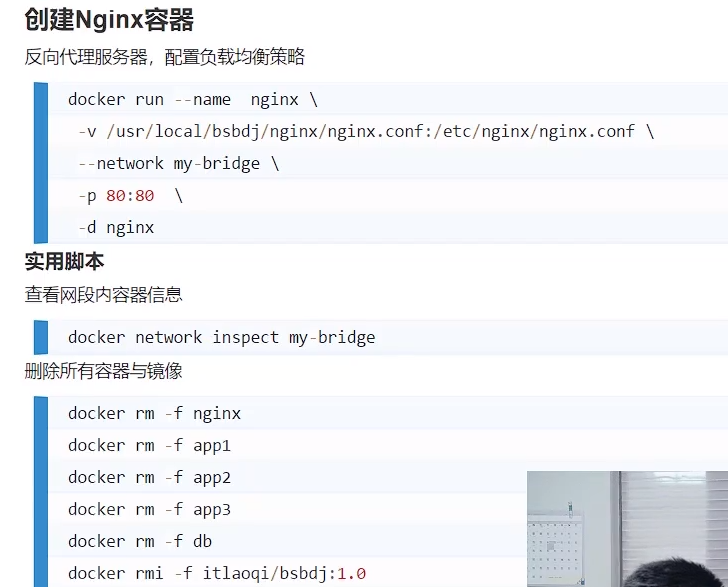 创建Nginx容器
反向代理服务器，配置负载均衡策略
docker run --name  nginx \
-v /usr/local/bsbdj/nginx/nginx.conf:/etc/nginx/nginx.conf \
--network my-bridge \
-p 80:80  \
-d nginx
实用脚本
查看网段内容器信息
docker network inspect my-bridge
删除所有容器与镜像
docker rm -f nginx
docker rm -f app1
docker rm -f app2
docker rm -f app3
docker rm -f db
docker rmi -f itlaoqi/bsbdj:1.0